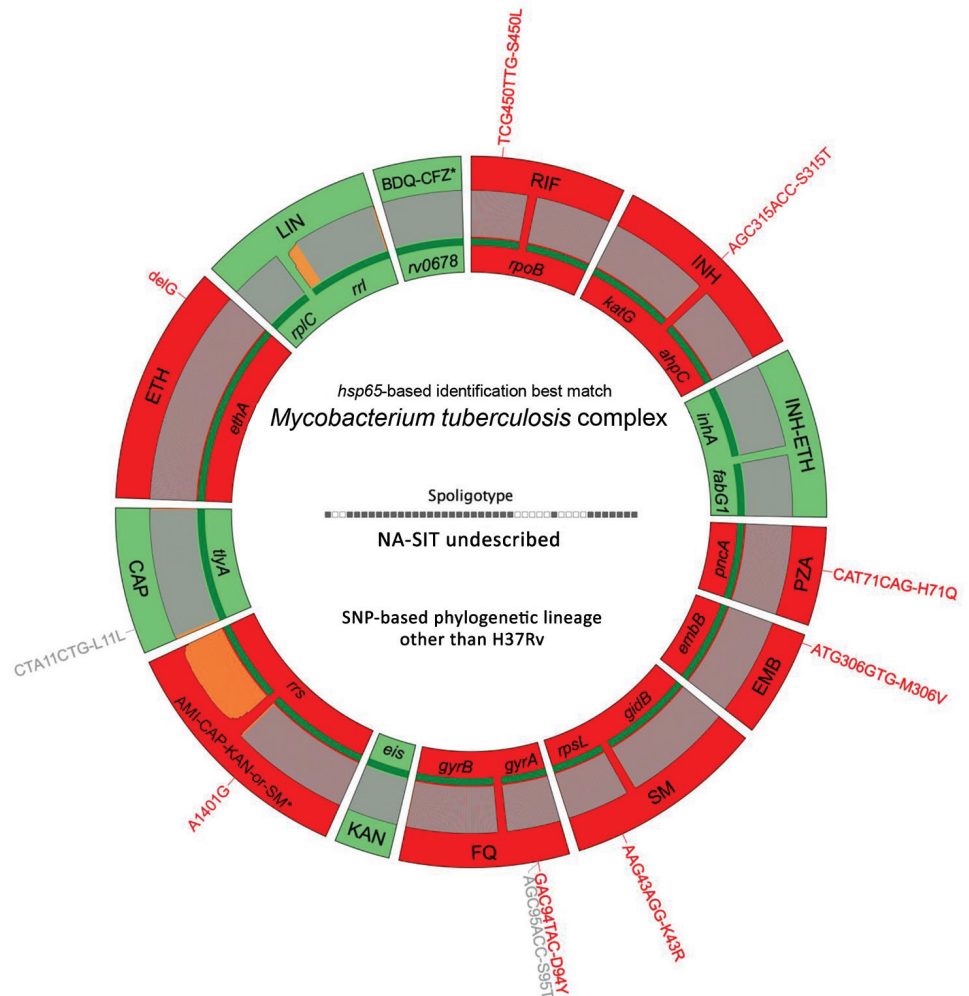 TCG450TTG-S450L
RIF
rpoB
AGC315ACC-S315T
INH
katG
ahpC
INH-ETH
inhA
fabG1
PZA
pncA
CAT71CAG-H71Q
EMB
embB
ATG306GTG-M306V
SM
gidB
rpsL
AAG43AGG-K43R
FQ
gyrA
gyrB
GAC94TAC-D94Y
AGC95ACC-S95T
KAN
eis
AMI-CAP-KAN-or-SM*
rrs
A1401G
CAP
tlyA
CTA11CTG-L11L
ETH
ethA
delG
LIN
rplC
rrl
BDQ-CFZ*
rv0678
hsp65-based identification best match
Mycobacterium tuberculosis complex
Spoligotype
NA-SIT undescribed
SNP-based phylogenetic lineage
other than H37Rv